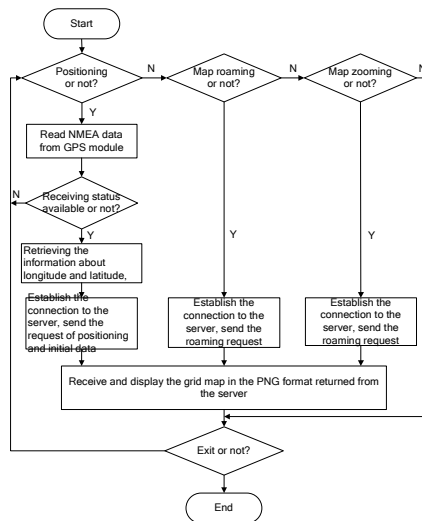 Start
Positioning
or not?
N
Map roaming
or not?
N
Map zooming
or not?
N
Y
Read NMEA data
from GPS module
N
Receiving status
available or not?
Y
Y
Y
Retrieving the
information about
longitude and latitude,
Establish the
connection to the
server, send the
request of positioning
and initial data
Establish the
connection to the
server, send the
roaming request
Establish the
connection to the
server, send the
roaming request
Receive and display the grid map in the PNG format returned from
the server
Exit or not?
End